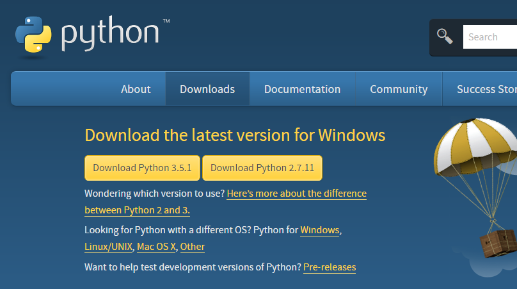 python™
Search
About Downloads Documentation Community Success Stor
Download the latest version for Windows
Download Python 3.5.1 Download Python 2.7.11
Wondering which version to use? Here's more about the difference
between Python 2 and 3.
Looking for Python with a different OS? Python for Windows,
Linux/UNIX, Mac OS X, Other
Want to help test development versions of Python? Pre-releases